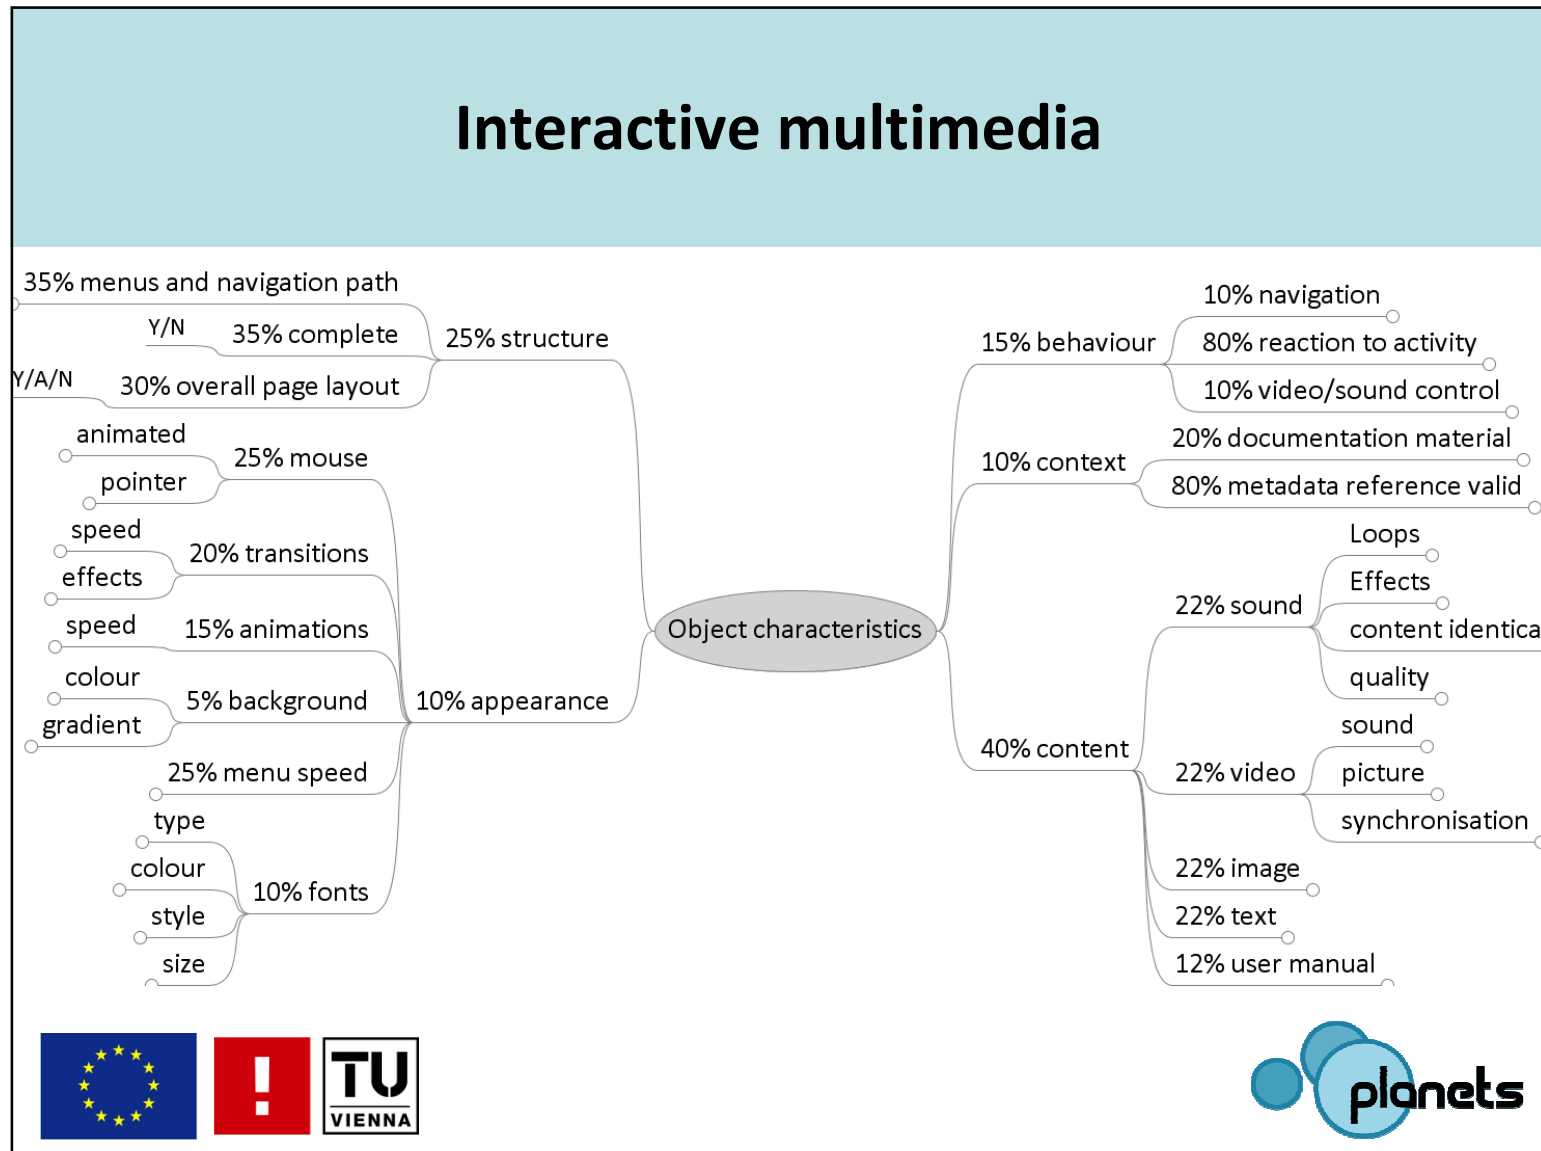 Interactive multimedia
35% menus and navigation path
Y/N
35% complete
25% structure
Y/A/N
30% overall page layout
animated
25% mouse
pointer
speed
20% transitions
effects
speed
15% animations
colour
5% background
gradient
10% appearance
25% menu speed
type
colour
10% fonts
style
size
Object characteristics
10% navigation
15% behaviour
80% reaction to activity
10% video/sound control
20% documentation material
10% context
80% metadata reference valid
Loops
Effects
22% sound
content identica
quality
40% content
sound
22% video
picture
synchronisation
22% image
22% text
12% user manual
!
TU
VIENNA
planets